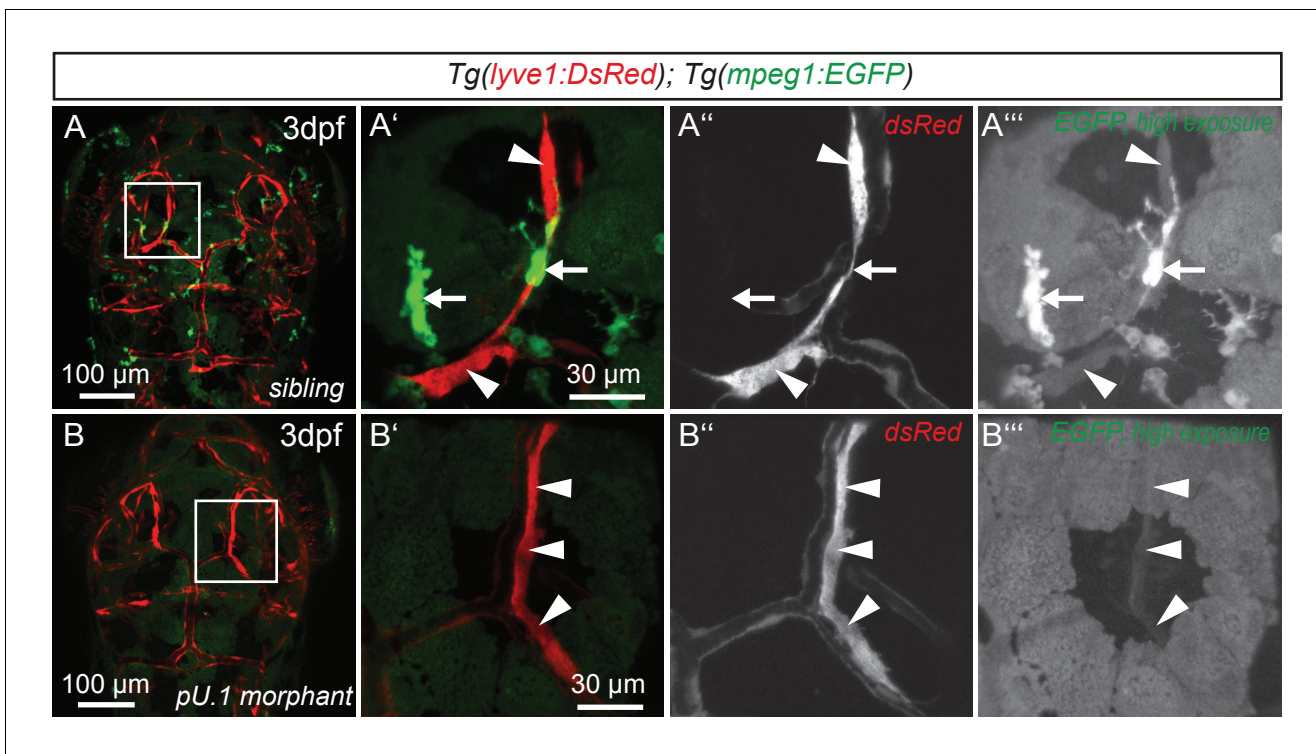 Tg(lyve1:DsRed); Tg(mpeg1:EGFP)
A 3dpf
100 µm sibling
A‘
30 µm
A“ dsRed
A“‘ EGFP, high exposure
B 3dpf
100 µm pU.1 morphant
B‘
30 µm
B“ dsRed
B“‘ EGFP, high exposure